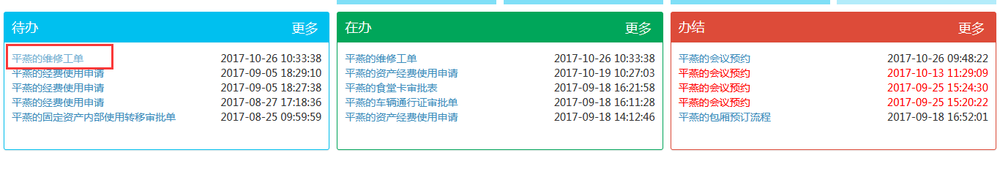 待办 更多
平燕的维修工单 2017-10-26 10:33:38
平燕的经费使用申请 2017-09-05 18:29:10
平燕的经费使用申请 2017-09-05 18:27:38
平燕的经费使用申请 2017-08-27 17:18:36
平燕的固定资产内部使用转移审批单 2017-08-25 09:59:59
在办 更多
平燕的维修工单 2017-10-26 10:33:38
平燕的资产经费使用申请 2017-10-19 10:27:03
平燕的食堂卡审批表 2017-09-18 16:21:58
平燕的车辆通行证审批单 2017-09-18 16:11:28
平燕的资产经费使用申请 2017-09-18 14:12:46
办结 更多
平燕的会议预约 2017-10-26 09:48:22
平燕的会议预约 2017-10-13 11:29:09
平燕的会议预约 2017-09-25 15:24:30
平燕的会议预约 2017-09-25 15:20:22
平燕的包厢预订流程 2017-09-18 16:52:01